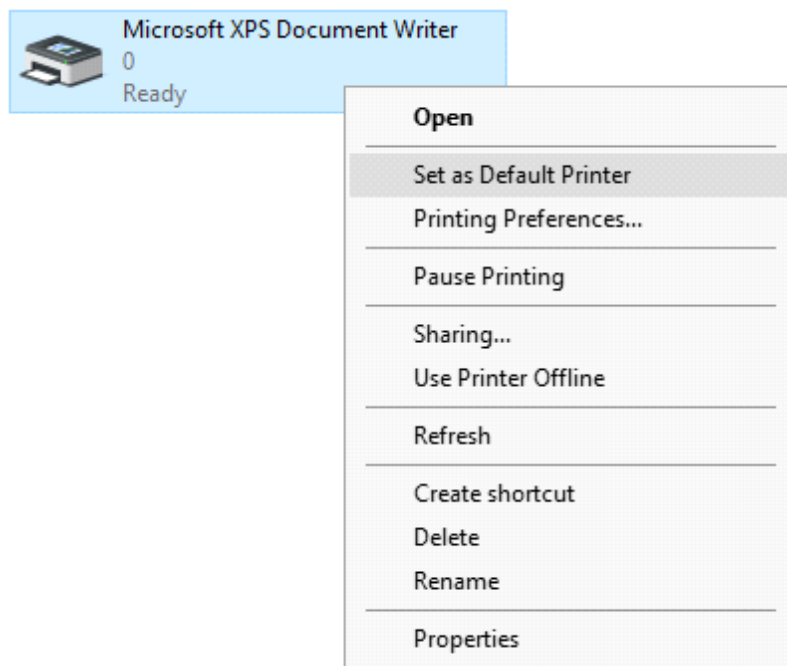 Microsoft XPS Document Writer
0
Ready
Open
Set as Default Printer
Printing Preferences...
Pause Printing
Sharing...
Use Printer Offline
Refresh
Create shortcut
Delete
Rename
Properties